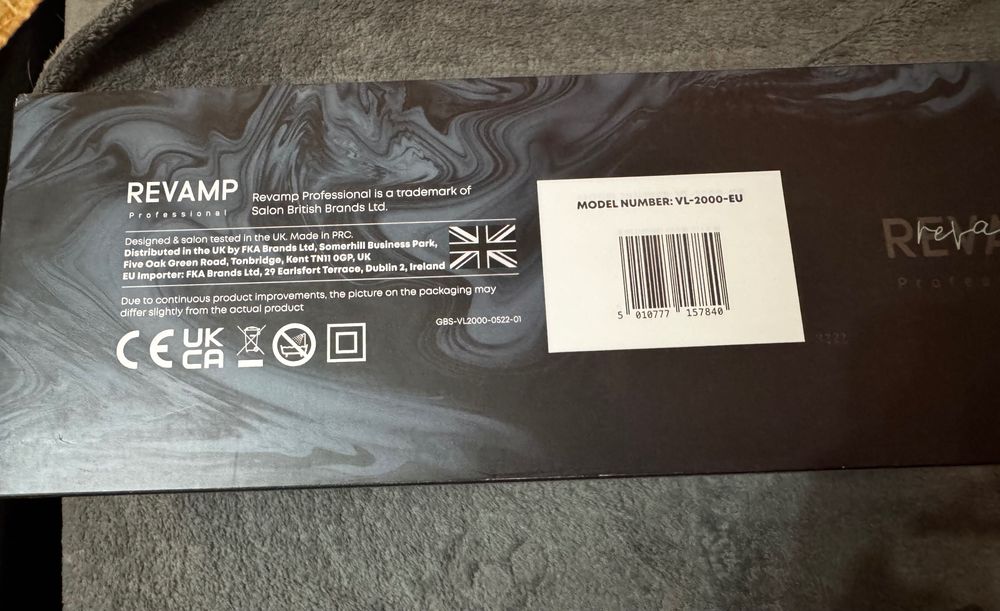 REVAMP
Professional
Revamp Professional is a trademark of
Salon British Brands Ltd.
Designed & salon tested in the UK. Made in PRC.
Distributed in the UK by FKA Brands Ltd, Somerhill Business Park,
Five Oak Green Road, Tonbridge, Kent TN11 0GP, UK
EU Importer: FKA Brands Ltd, 29 Earlsfort Terrace, Dublin 2, Ireland
Due to continuous product improvements, the picture on the packaging may
differ slightly from the actual product
GBS-VL2000-0522-01
CE
UK
CA
MODEL NUMBER: VL-2000-EU
5 010777 157840